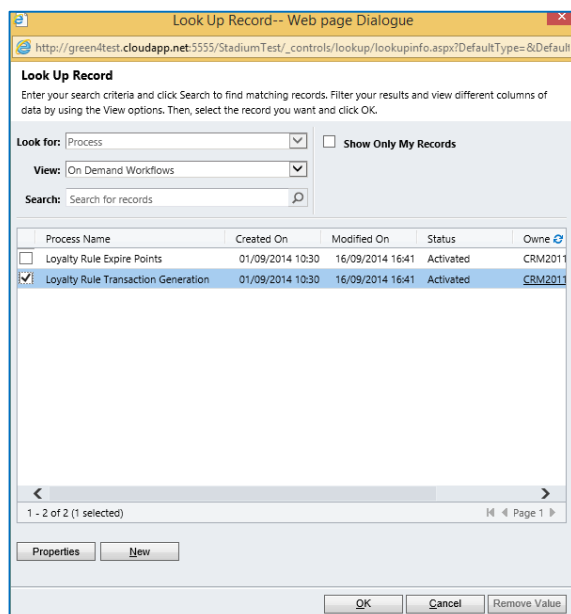 Look Up Record-- Web page Dialogue
http://green4test.cloudapp.net:5555/StadiumTest/_controls/lookup/lookupinfo.aspx?DefaultType=&Default
Look Up Record
Enter your search criteria and click Search to find matching records. Filter your results and view different columns of
data by using the View options. Then, select the record you want and click OK.
Look for: Process
Show Only My Records
View: On Demand Workflows
Search: Search for records
Process Name Created On Modified On Status Owne
Loyalty Rule Expire Points 01/09/2014 10:30 16/09/2014 16:41 Activated CRM2011
Loyalty Rule Transaction Generation 01/09/2014 10:30 16/09/2014 16:41 Activated CRM2011
1 - 2 of 2 (1 selected) Page 1
Properties New
OK Cancel Remove Value